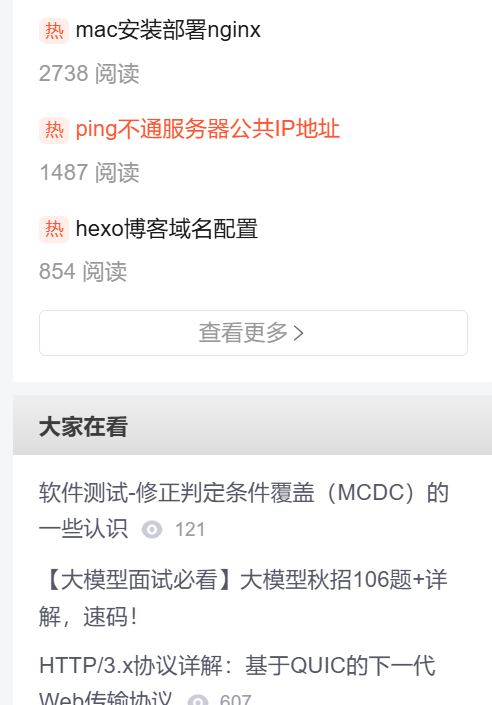 热 mac安装部署nginx
2738 阅读
热 ping不通服务器公共IP地址
1487 阅读
热 hexo博客域名配置
854 阅读
查看更多
大家在看
软件测试-修正判定条件覆盖（MCDC）的
一些认识 121
【大模型面试必看】大模型秋招106题+详
解，速码！
HTTP/3.x协议详解：基于QUIC的下一代
Web传输协议 607